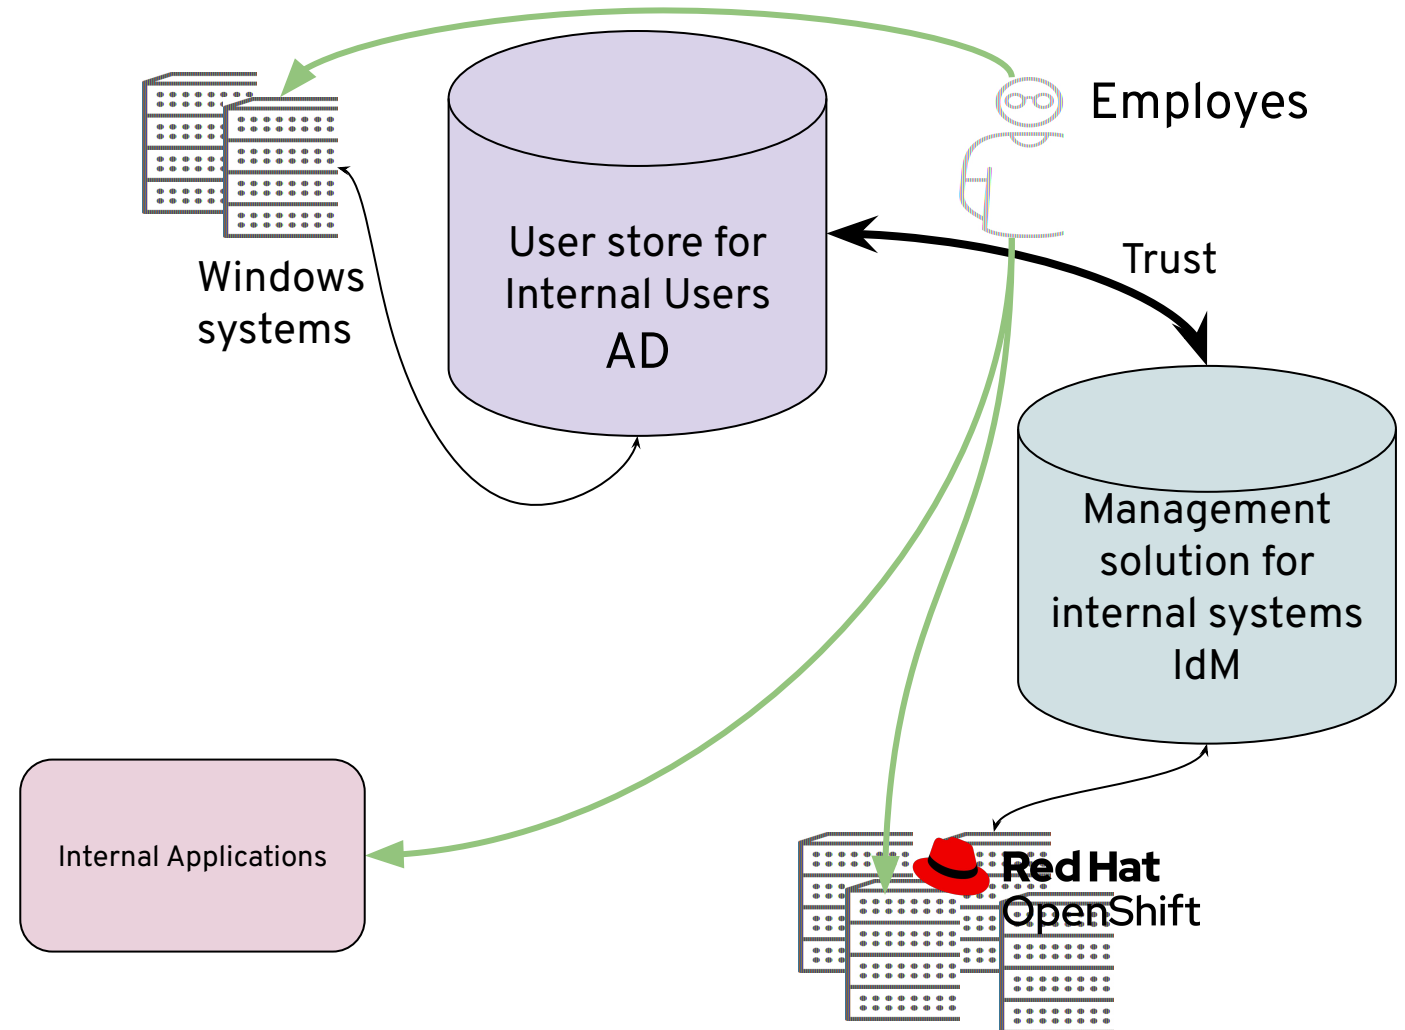 Employes
User store for
Internal Users
AD
Trust
Windows
systems
Management
solution for
internal systems
IdM
Internal Applications
Red Hat
OpenShift